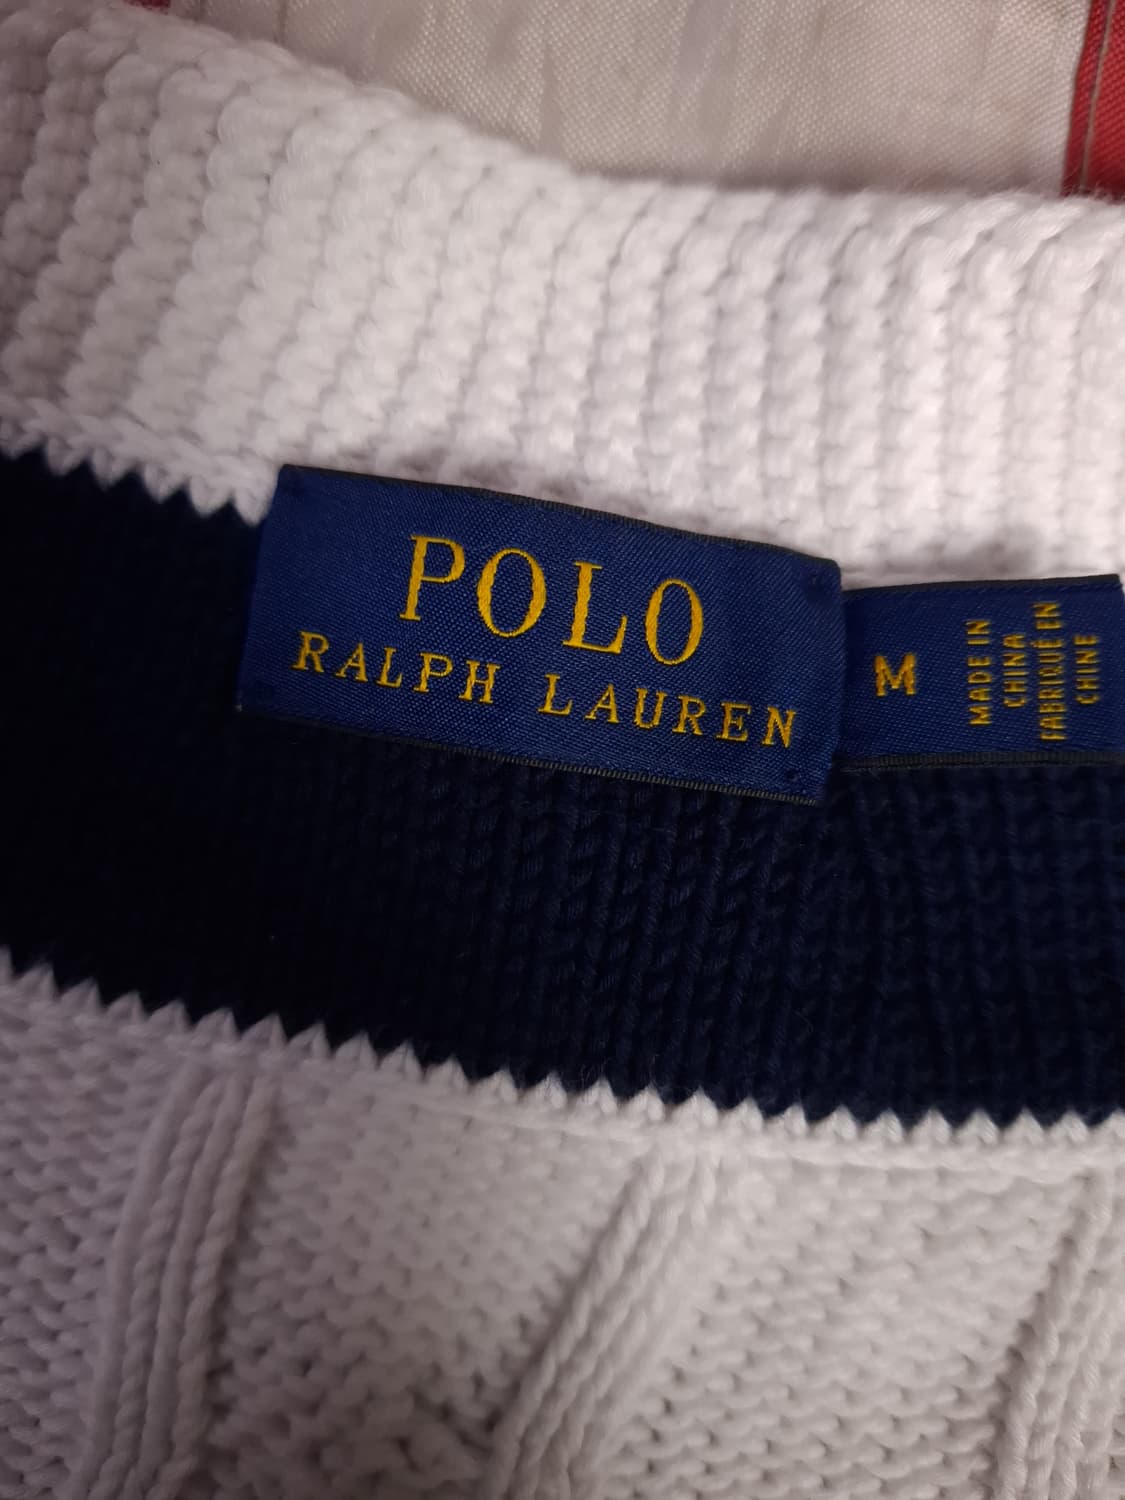 POLO
RALPH LAUREN
M
MADE IN
CHINA
FABRIQUÉ EN
CHINE